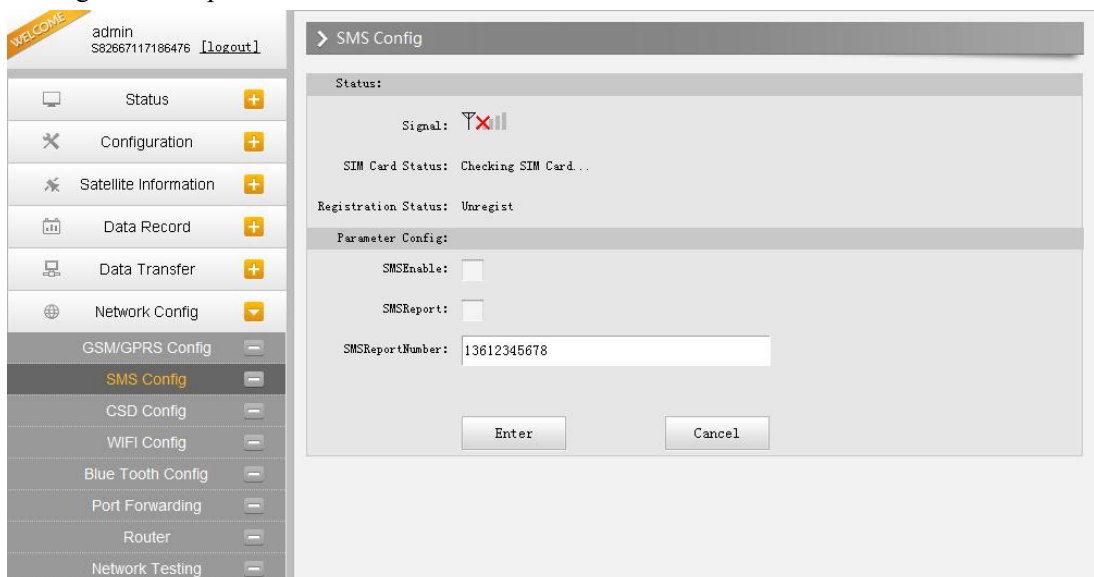 WELCOME
admin
S82667117186476 [logout]
Status
Configuration
Satellite Information
Data Record
Data Transfer
Network Config
GSM/GPRS Config
SMS Config
CSD Config
WIFI Config
Blue Tooth Config
Port Forwarding
Router
Network Testing
SMS Config
Status:
Signal:
SIM Card Status: Checking SIM Card...
Registration Status: Unregist
Parameter Config:
SMSEnable:
SMSReport:
SMSReportNumber: 13612345678
Enter Cancel